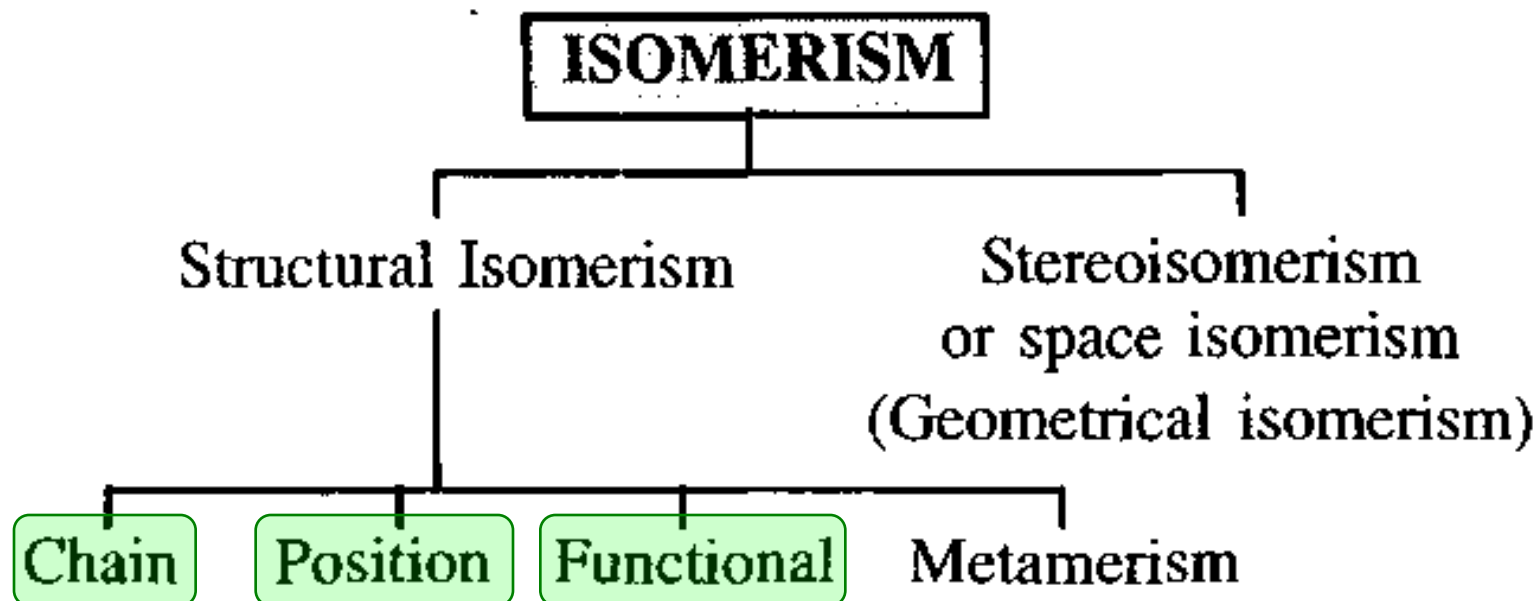 ISOMERISM
Structural Isomerism
Stereoisomerism
or space isomerism
(Geometrical isomerism)
Chain Position Functional Metamerism